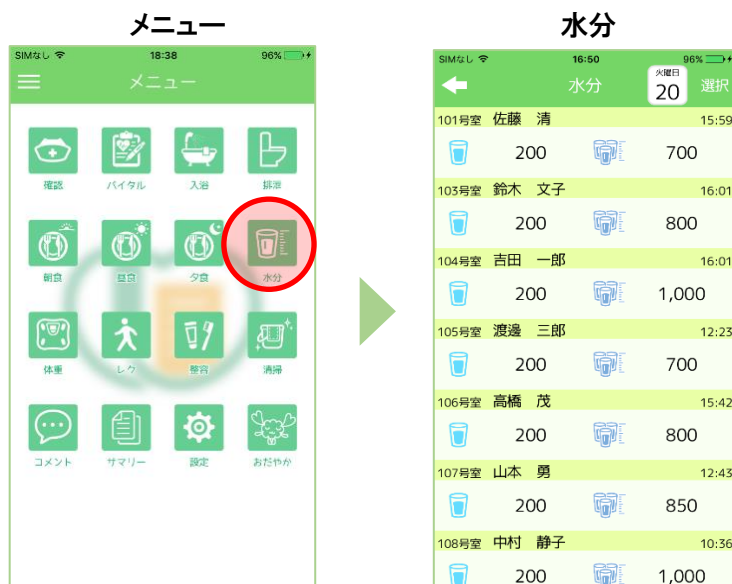 メニュー
SIMなし 18:38 96%
メニュー
確認 バイタル 入浴 排泄
朝食 昼食 夕食 水分
体重 レク 整容 清掃
コメント サマリー 設定 おだやか
水分
SIMなし 16:50 96%
水分 火曜日 20 選択
101号室 佐藤 清 15:59
200 700
103号室 鈴木 文子 16:01
200 800
104号室 吉田 一郎 16:01
200 1,000
105号室 渡邊 三郎 12:23
200 700
106号室 高橋 茂 15:42
200 800
107号室 山本 勇 12:43
200 850
108号室 中村 静子 10:36
200 1,000